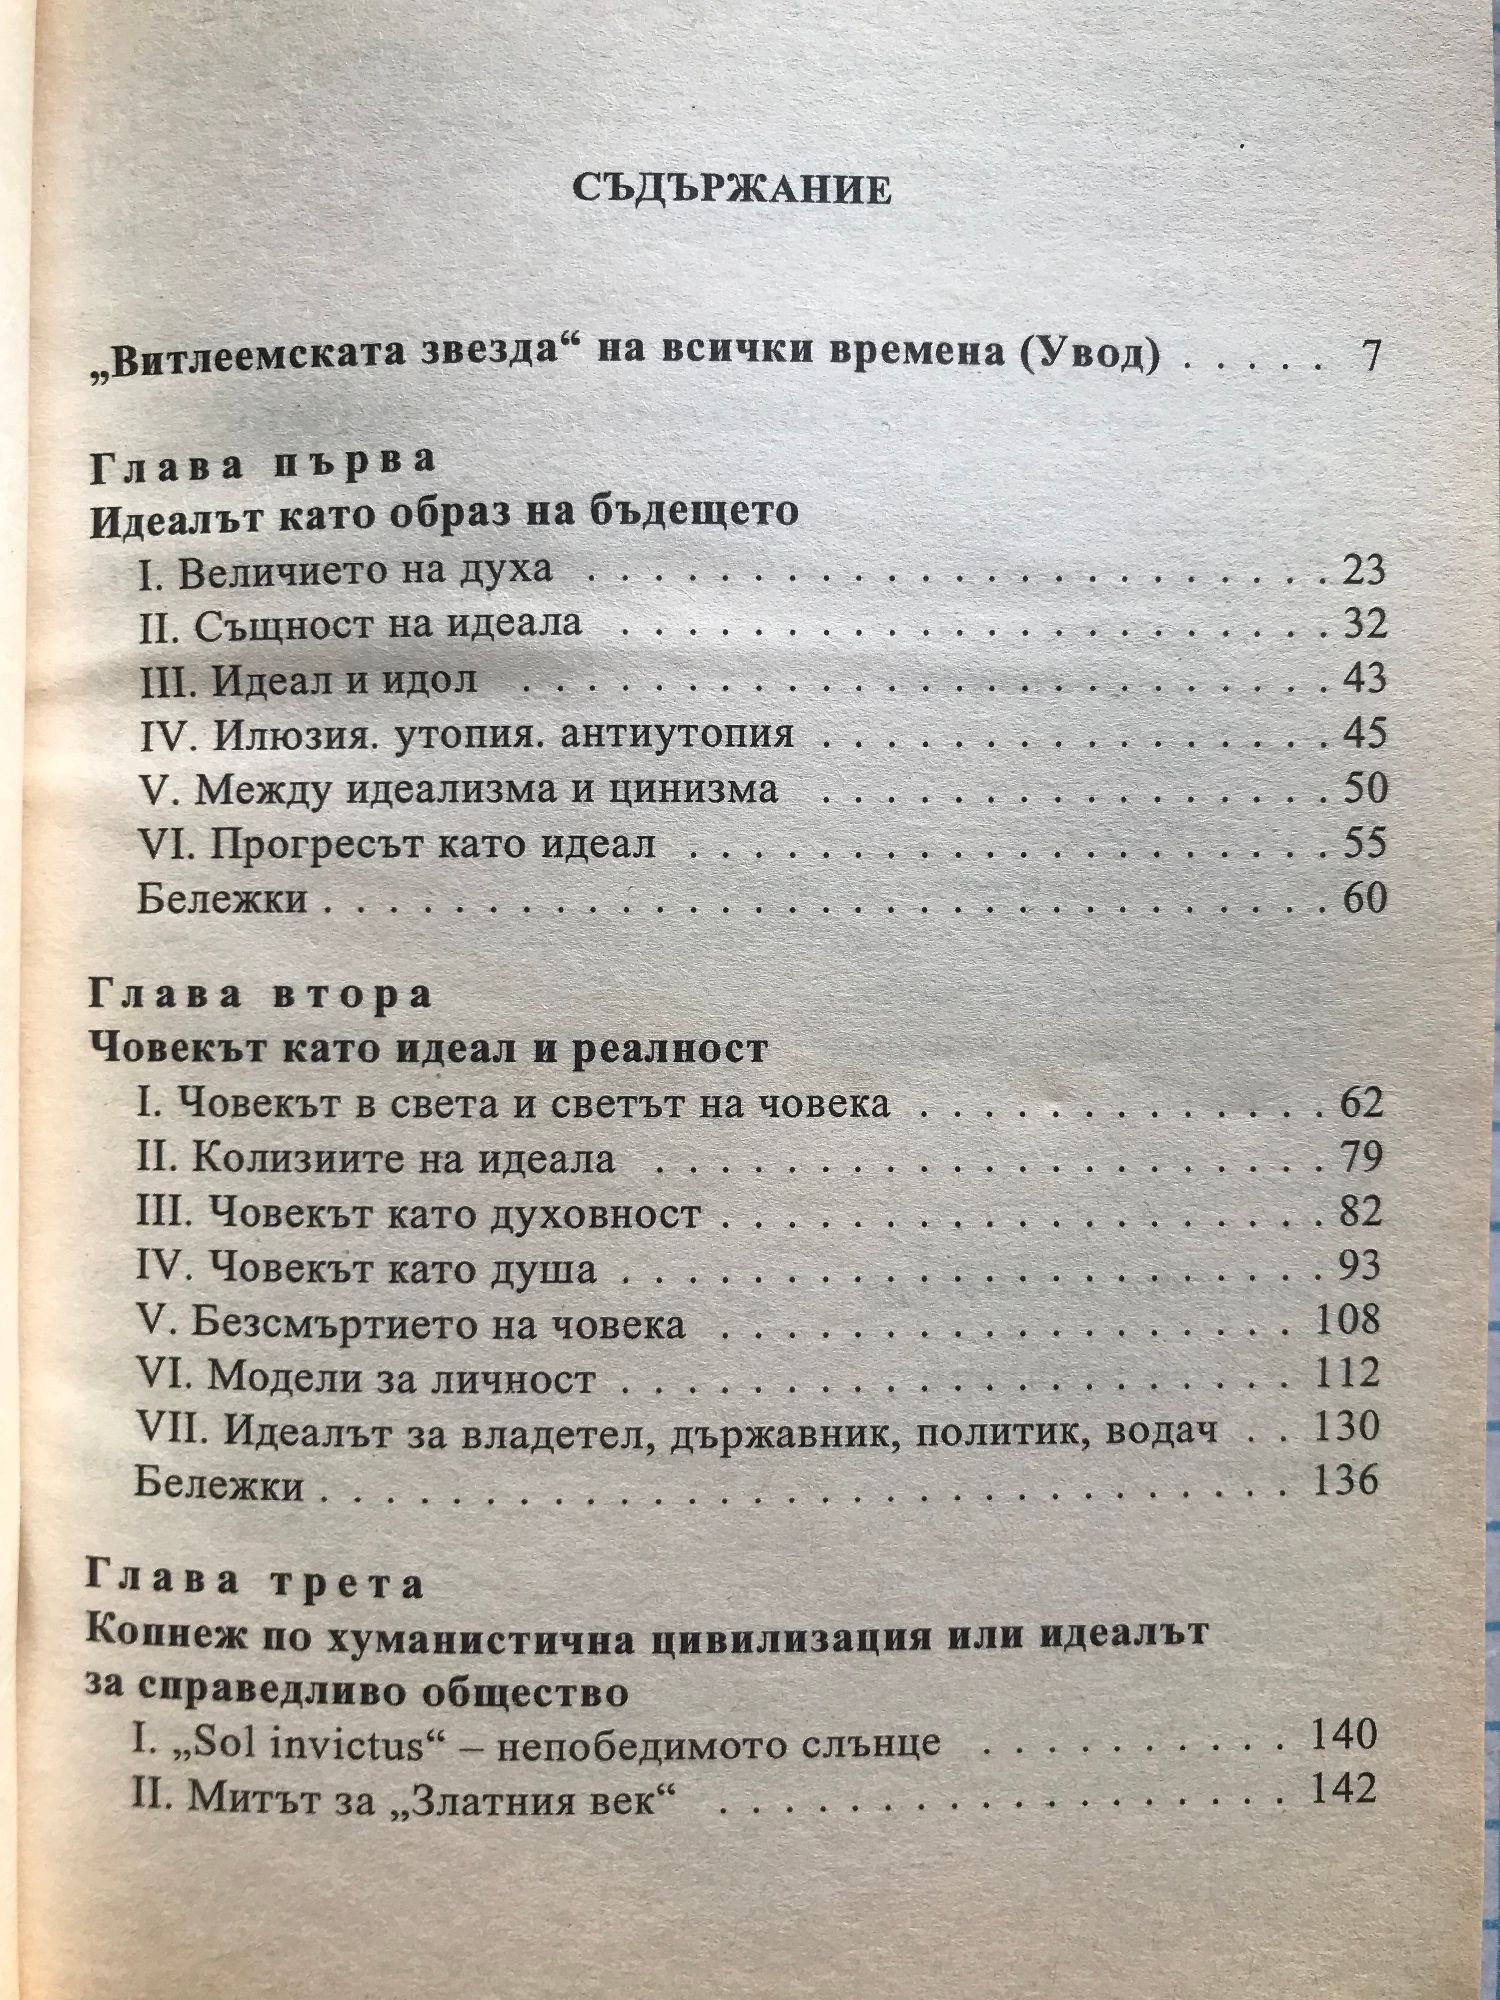 СЪДЪРЖАНИЕ
„Витлеемската звезда“ на всички времена (Увод) . . . . . 7
Глава първа
Идеалът като образ на бъдещето
I. Величието на духа . . . . . . . . . . . . . . . . . . . . . . . 23
II. Същност на идеала . . . . . . . . . . . . . . . . . . . . . . 32
III. Идеал и идол . . . . . . . . . . . . . . . . . . . . . . . . . 43
IV. Илюзия. утопия. антиутопия . . . . . . . . . . . . . . . . 45
V. Между идеализма и цинизма . . . . . . . . . . . . . . . . 50
VI. Прогресът като идеал . . . . . . . . . . . . . . . . . . . . 55
Бележки . . . . . . . . . . . . . . . . . . . . . . . . . . . . . . . 60
Глава втора
Човекът като идеал и реалност
I. Човекът в света и светът на човека . . . . . . . . . . . . . 62
II. Колизиите на идеала . . . . . . . . . . . . . . . . . . . . . 79
III. Човекът като духовност . . . . . . . . . . . . . . . . . . . 82
IV. Човекът като душа . . . . . . . . . . . . . . . . . . . . . . 93
V. Безсмъртието на човека . . . . . . . . . . . . . . . . . . 108
VI. Модели за личност . . . . . . . . . . . . . . . . . . . . . 112
VII. Идеалът за владетел, държавник, политик, водач . . 130
Бележки . . . . . . . . . . . . . . . . . . . . . . . . . . . . . . 136
Глава трета
Копнеж по хуманистична цивилизация или идеалът
за справедливо общество
I. „Sol invictus“ – непобедимото слънце . . . . . . . . . . 140
II. Митът за „Златния век“ . . . . . . . . . . . . . . . . . . 142